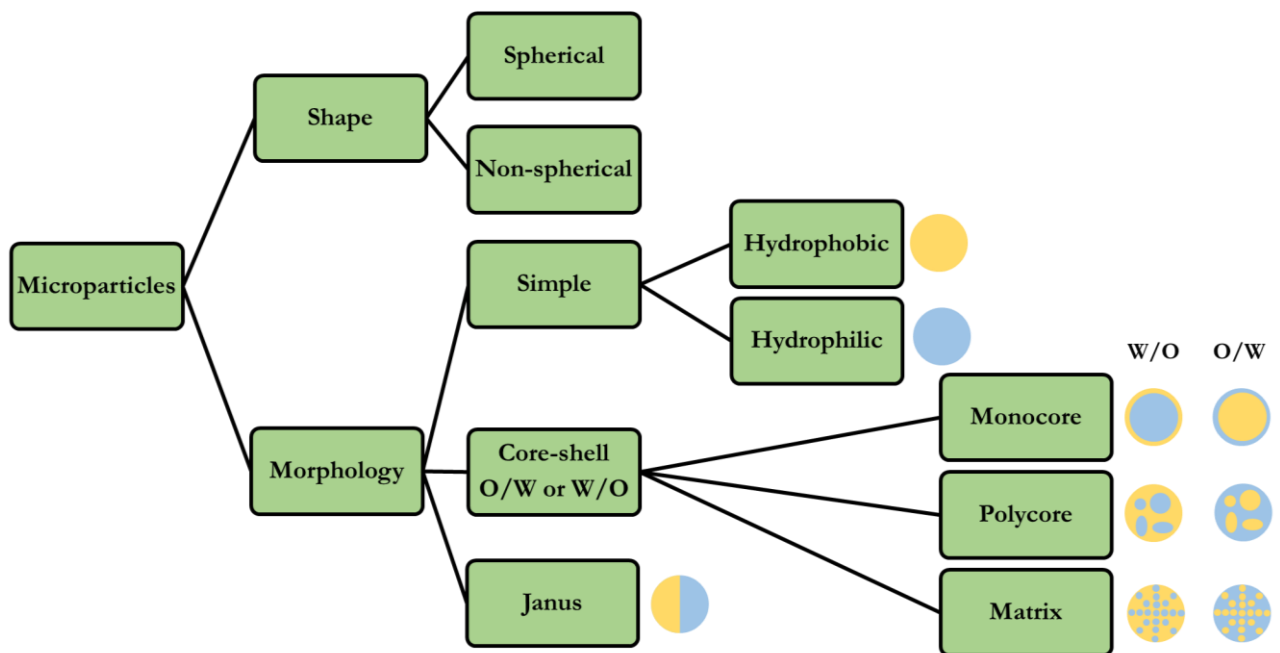 Spherical
Shape
Non-spherical
Microparticles
Simple
Hydrophobic
Hydrophilic
W/O
O/W
Morphology
Core-shell
O/W or W/O
Monocore
Polycore
Janus
Matrix